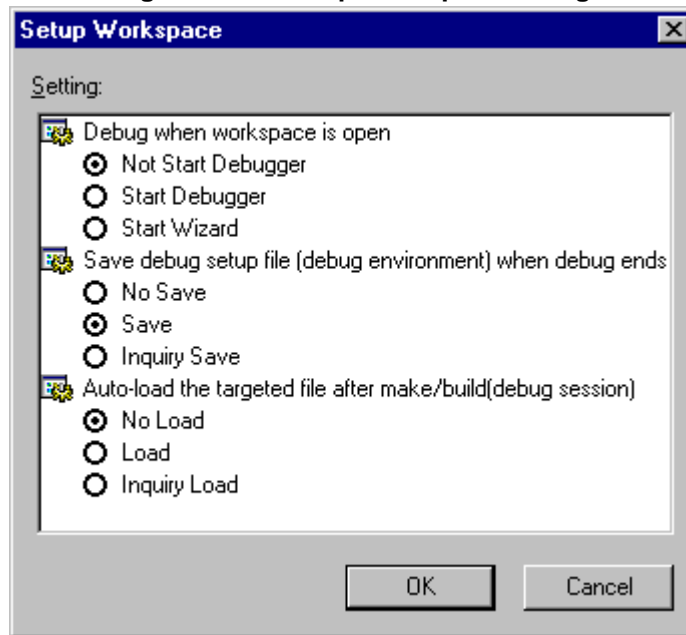 Setup Workspace
Setting:
Debug when workspace is open
Not Start Debugger
Start Debugger
Start Wizard
Save debug setup file (debug environment) when debug ends
No Save
Save
Inquiry Save
Auto-load the targeted file after make/build(debug session)
No Load
Load
Inquiry Load
OK Cancel